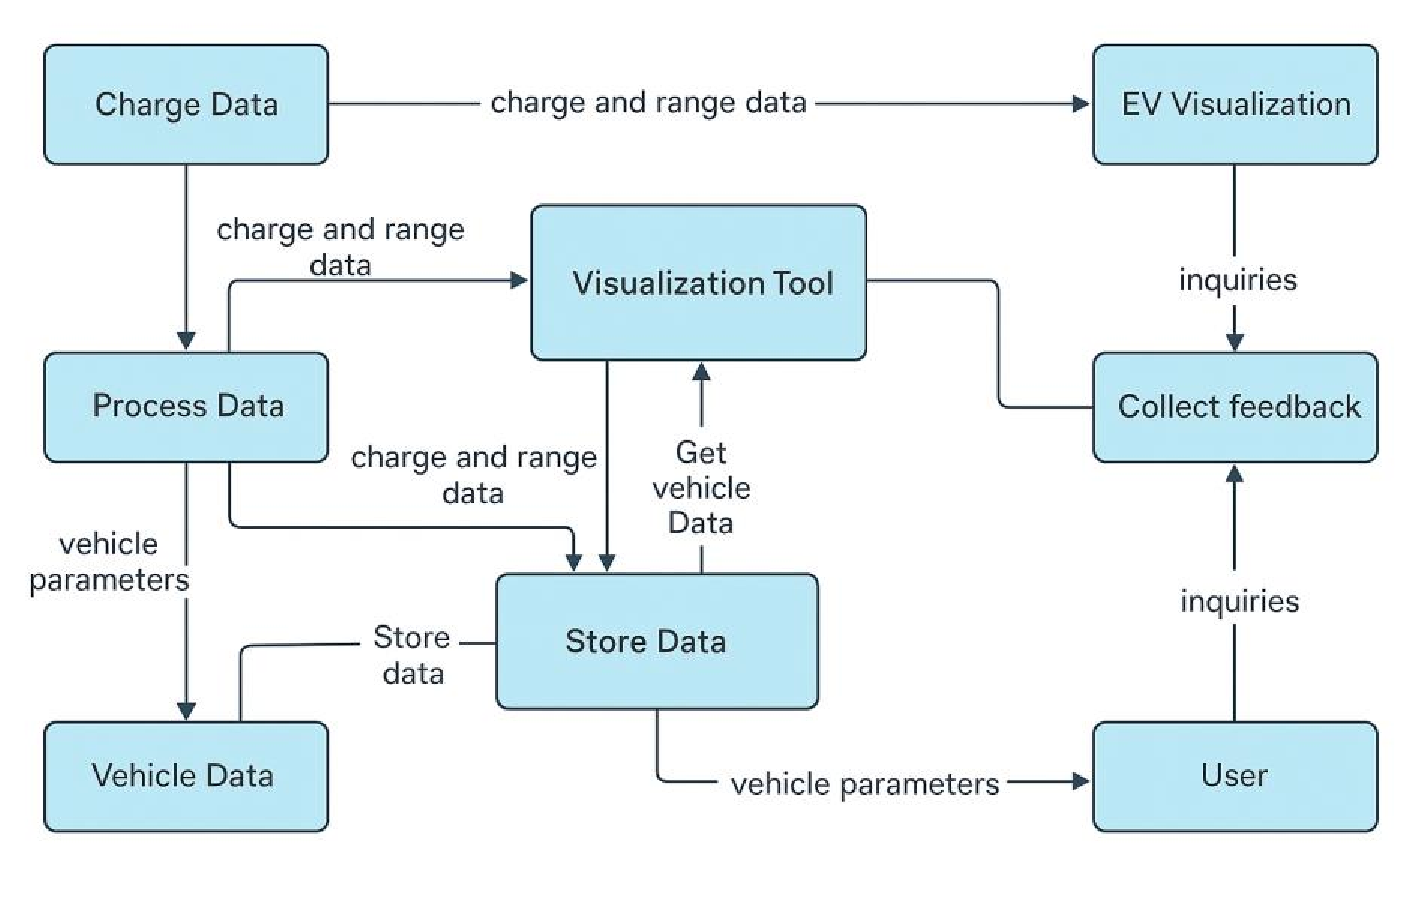 Charge Data
charge and range data
EV Visualization
charge and range
data
Visualization Tool
inquiries
Process Data
Collect feedback
charge and range
data
Get
vehicle
Data
vehicle
parameters
inquiries
Store
data
Store Data
Vehicle Data
vehicle parameters
User